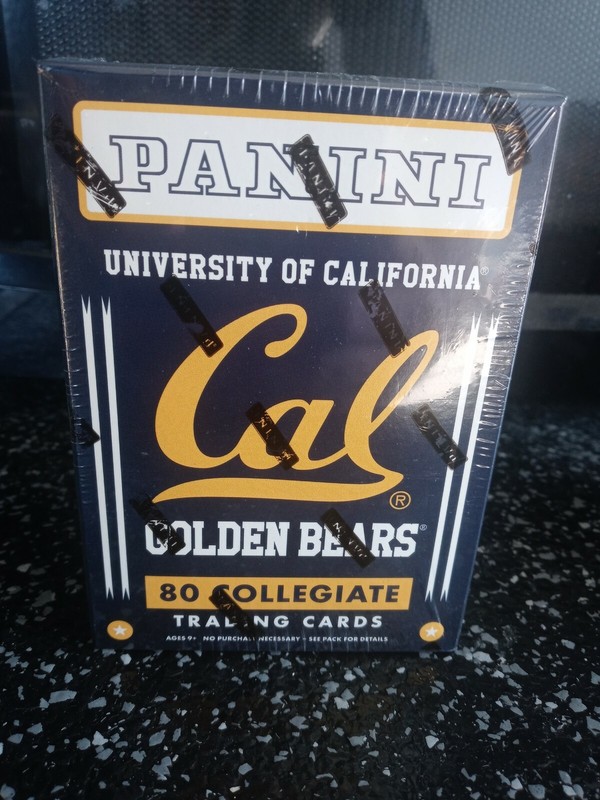 PANINI
UNIVERSITY OF CALIFORNIA®
Cal®
GOLDEN BEARS®
80 COLLEGIATE
TRADING CARDS
AGES 9+ NO PURCHASE NECESSARY - SEE PACK FOR DETAILS
PANINI